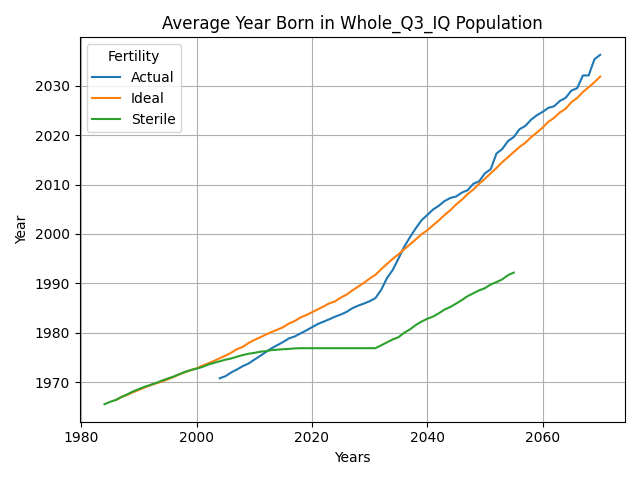 Average Year Born in Whole_Q3_IQ Population
Fertility
Actual
Ideal
Sterile
Year
2030
2020
2010
2000
1990
1980
1970
1980 2000 2020 2040 2060
Years